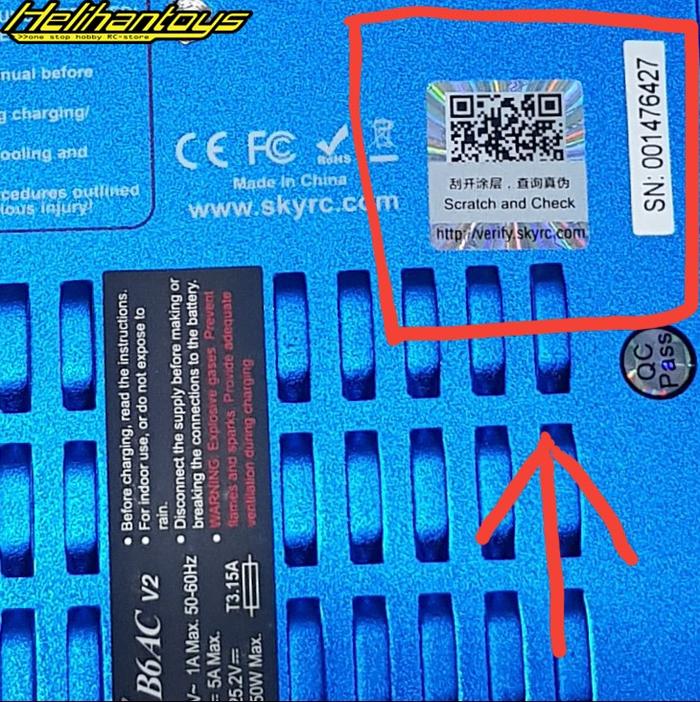 Helihantoys
>>one stop hobby RC-store
nual before
g charging/
ooling and
cedures outlined
ious injury)
CE FC RoHS
Made in China
www.skyrc.com
刮开涂层，查询真伪
Scratch and Check
http://verify.skyrc.com
SN: 001476427
QC
Pass
• Before charging, read the instructions.
• For indoor use, or do not expose to
rain.
• Disconnect the supply before making or
breaking the connections to the battery.
• WARNING: Explosive gases. Prevent
flames and sparks. Provide adequate
ventilation during charging
B6AC V2
V~ 1A Max. 50-60Hz
= 5A Max.
25.2V=
50W Max.
T3.15A